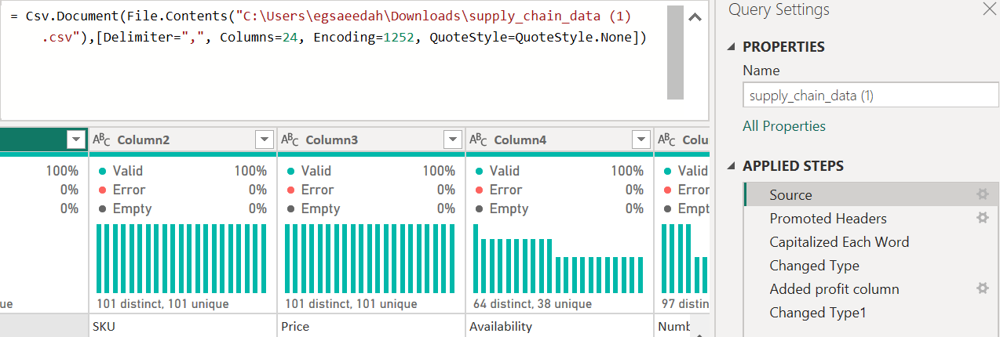 = Csv.Document(File.Contents("C:\Users\egsaeedah\Downloads\supply_chain_data (1)
.csv"),[Delimiter=",", Columns=24, Encoding=1252, QuoteStyle=QuoteStyle.None])
Query Settings
PROPERTIES
Name
supply_chain_data (1)
All Properties
APPLIED STEPS
Source
Promoted Headers
Capitalized Each Word
Changed Type
Added profit column
Changed Type1
ABC Column2 ABC Column3 ABC Column4 ABC Colu
100% Valid 100% Valid 100% Valid 100% Valid
0% Error 0% Error 0% Error 0% Error
0% Empty 0% Empty 0% Empty 0% Empt
ue 101 distinct, 101 unique 101 distinct, 101 unique 64 distinct, 38 unique 97 distin
SKU Price Availability Numb